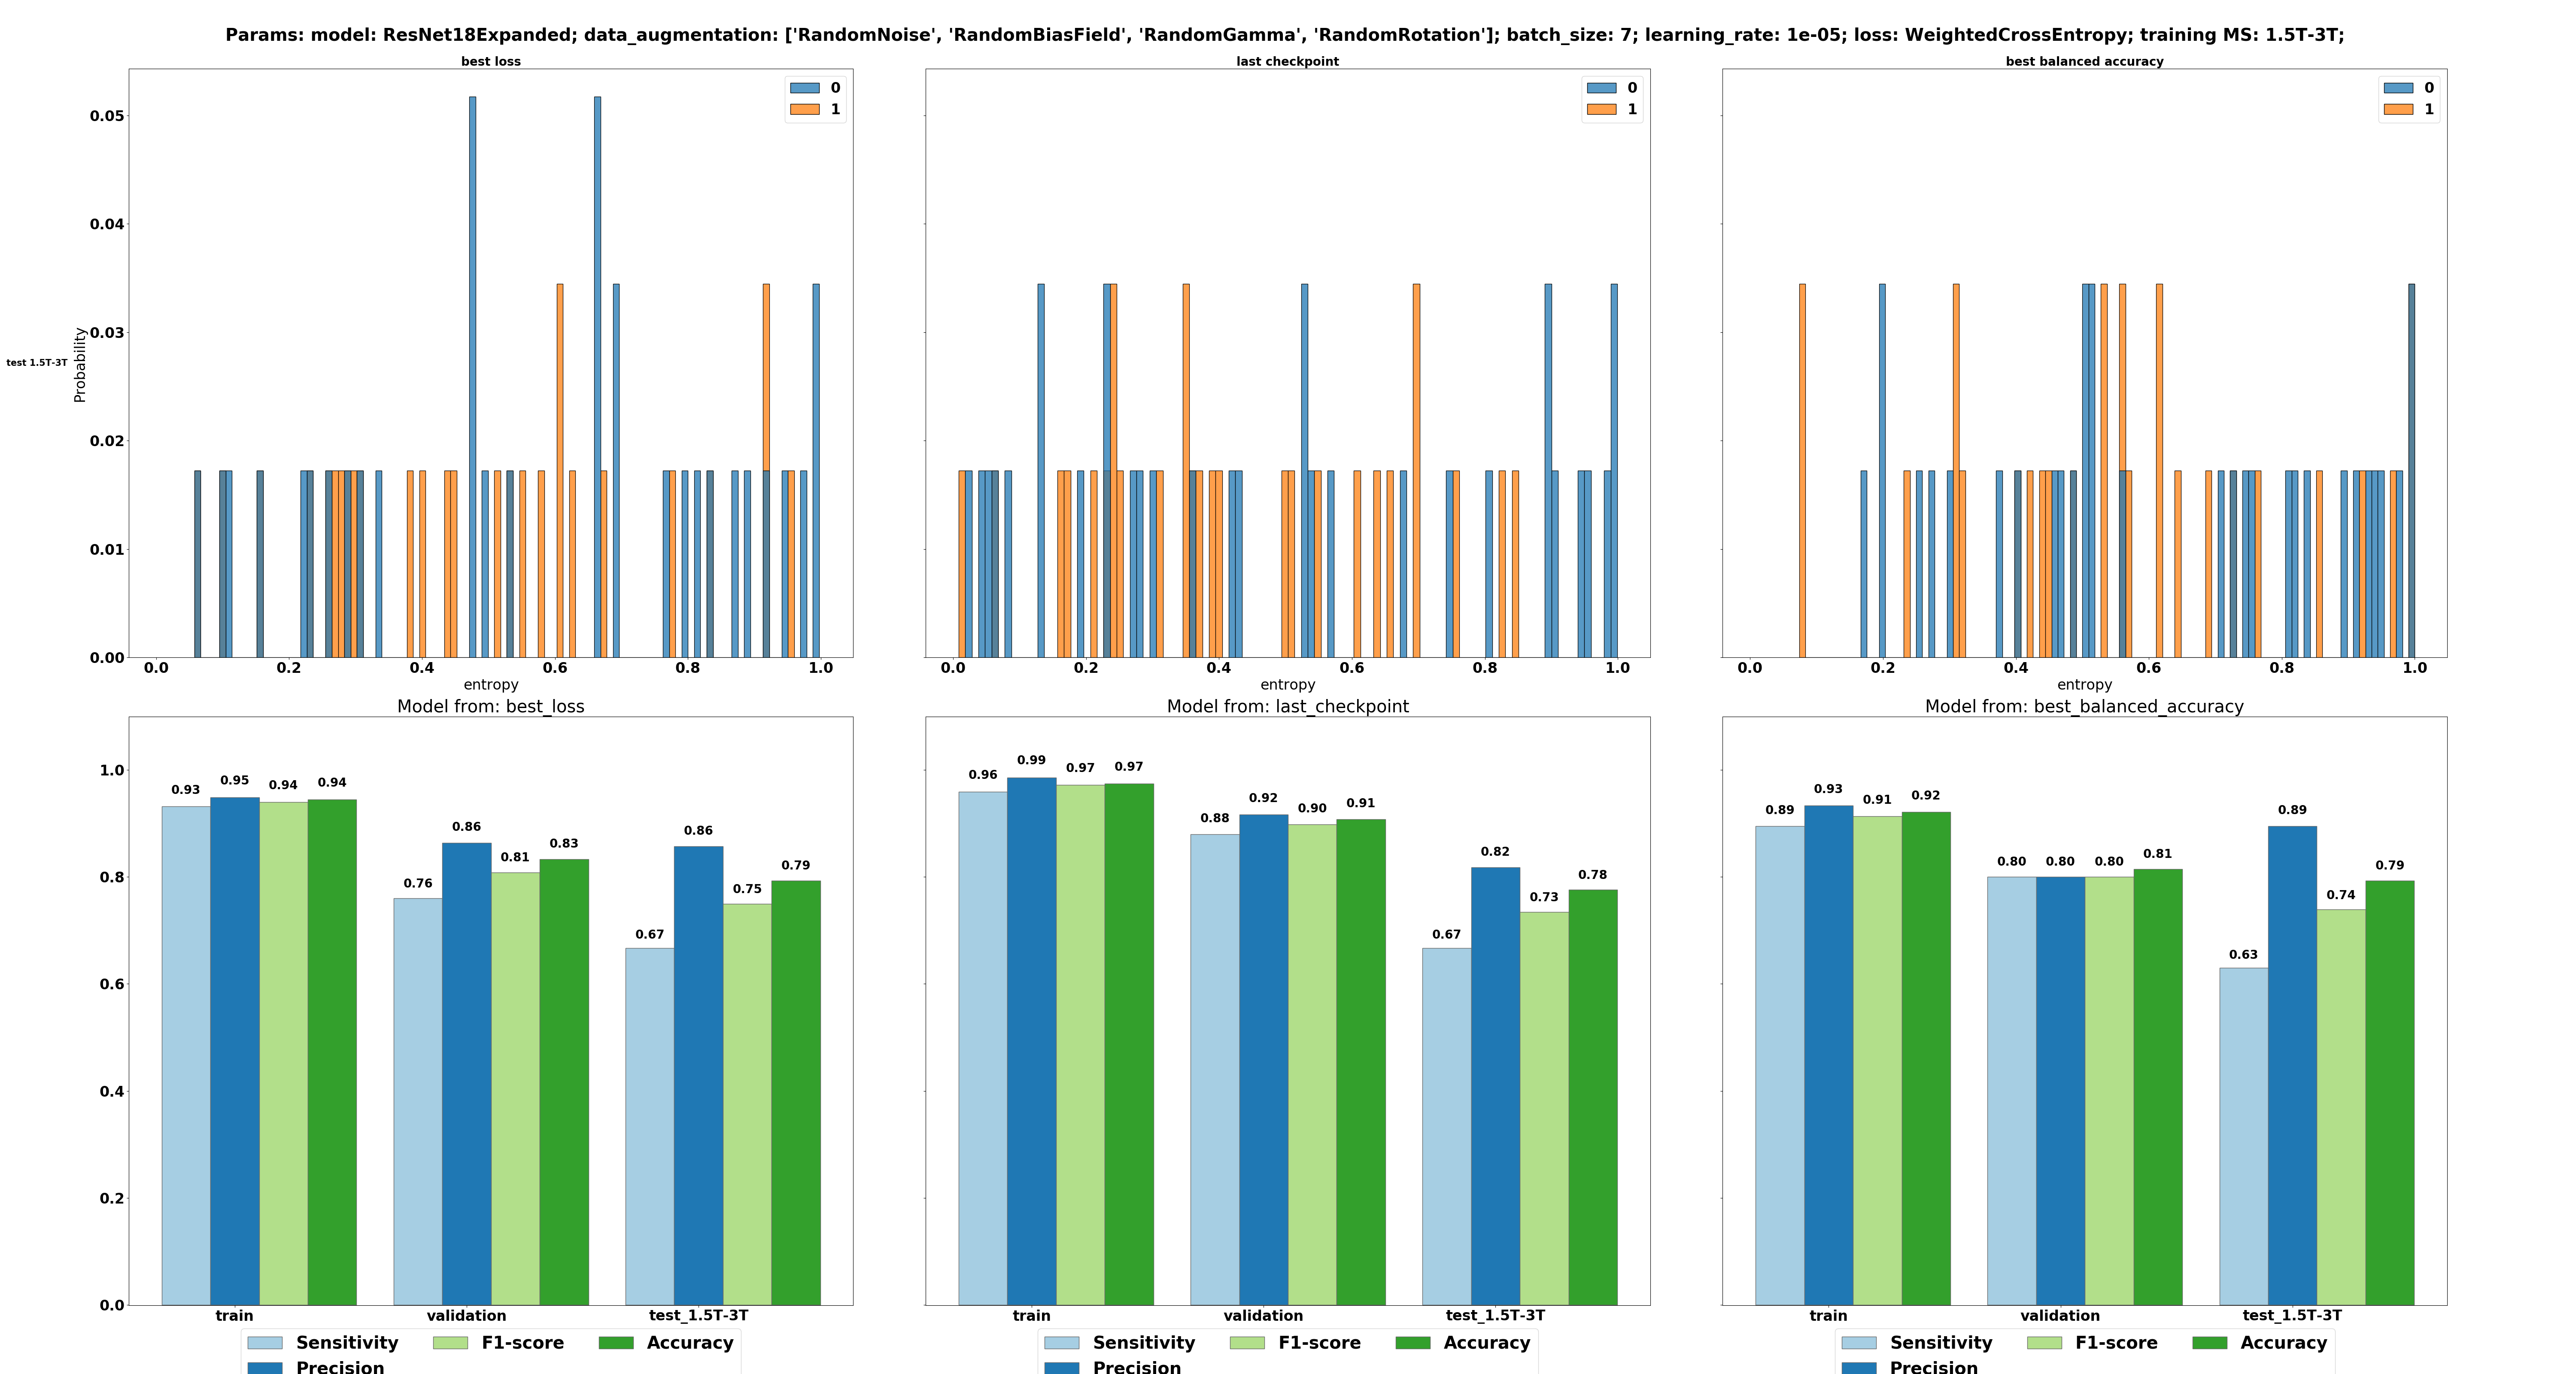 Params: model: ResNet18Expanded; data_augmentation: ['RandomNoise', 'RandomBiasField', 'RandomGamma', 'RandomRotation']; batch_size: 7; learning_rate: 1e-05; loss: WeightedCrossEntropy; training MS: 1.5T-3T;
best loss
last checkpoint
best balanced accuracy
0
1
0
1
0
1
test 1.5T-3T
Probability
0.05
0.04
0.03
0.02
0.01
0.00
0.0 0.2 0.4 0.6 0.8 1.0
0.0 0.2 0.4 0.6 0.8 1.0
0.0 0.2 0.4 0.6 0.8 1.0
entropy
entropy
entropy
Model from: best_loss
Model from: last_checkpoint
Model from: best_balanced_accuracy
1.0
0.8
0.6
0.4
0.2
0.0
0.93 0.95 0.94 0.94
0.76 0.86 0.81 0.83
0.67 0.86 0.75 0.79
0.96 0.99 0.97 0.97
0.88 0.92 0.90 0.91
0.67 0.82 0.73 0.78
0.89 0.93 0.91 0.92
0.80 0.80 0.80 0.81
0.63 0.89 0.74 0.79
train validation test_1.5T-3T
train validation test_1.5T-3T
train validation test_1.5T-3T
Sensitivity F1-score Accuracy
Precision
Sensitivity F1-score Accuracy
Precision
Sensitivity F1-score Accuracy
Precision